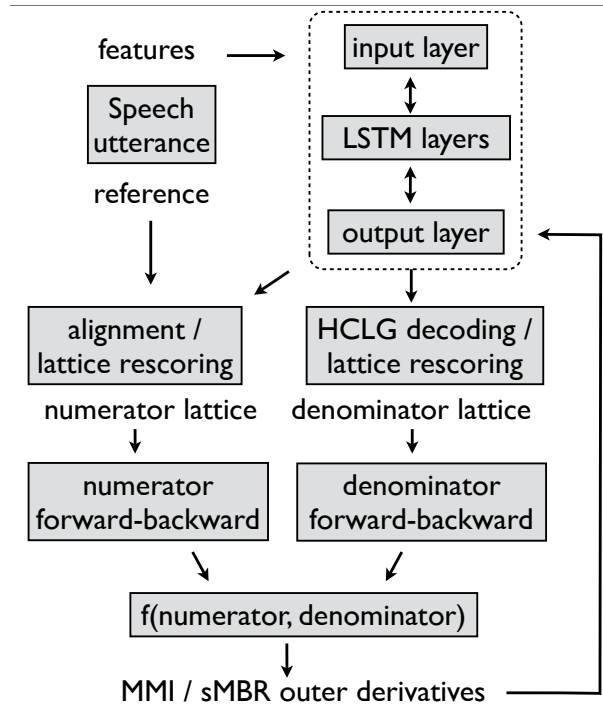 features
input layer
Speech
utterance
LSTM layers
reference
output layer
alignment /
lattice rescoring
HCLG decoding /
lattice rescoring
numerator lattice
denominator lattice
numerator
forward-backward
denominator
forward-backward
f(numerator, denominator)
MMI / sMBR outer derivatives